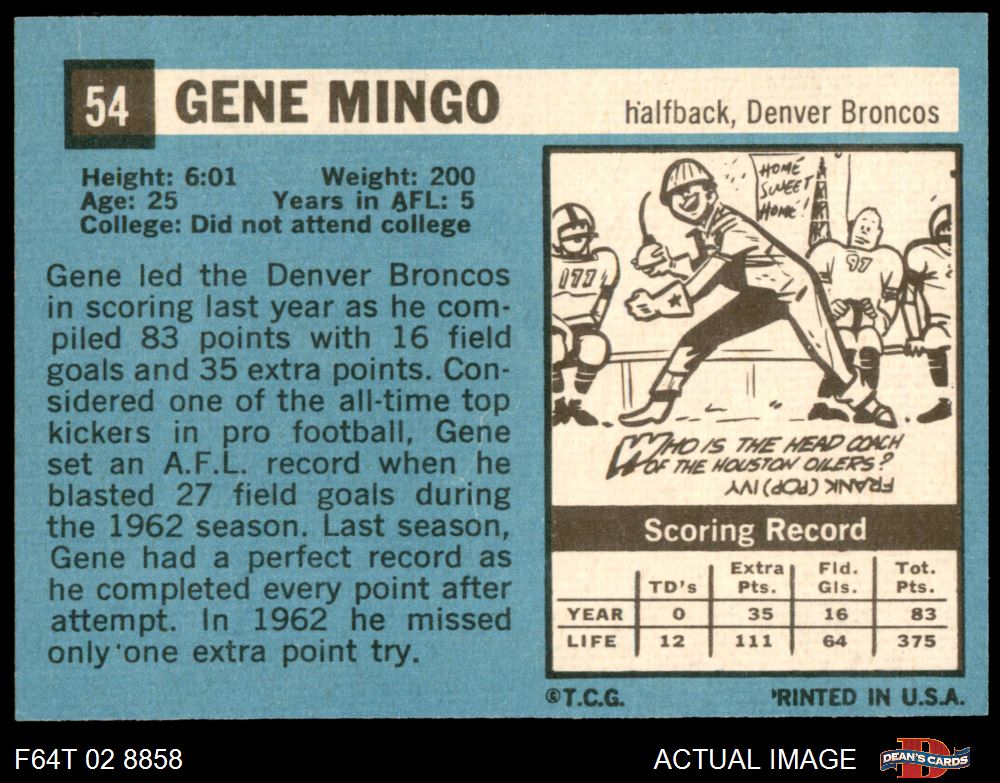 54
GENE MINGO
halfback, Denver Broncos
Height: 6:01 Weight: 200
Age: 25 Years in AFL: 5
College: Did not attend college
Gene led the Denver Broncos
in scoring last year as he com-
piled 83 points with 16 field
goals and 35 extra points. Con-
sidered one of the all-time top
kickers in pro football, Gene
set an A.F.L. record when he
blasted 27 field goals during
the 1962 season. Last season,
Gene had a perfect record as
he completed every point after
attempt. In 1962 he missed
only one extra point try.
HOME
SWEET
HOME!
177
97
WHO IS THE HEAD COACH
OF THE HOUSTON OILERS?
FRANK (POP) IVY
Scoring Record
TD's Extra Pts. Fld. Gls. Tot. Pts.
YEAR 0 35 16 83
LIFE 12 111 64 375
©T.C.G.
PRINTED IN U.S.A.
F64T 02 8858
ACTUAL IMAGE
D
DEAN'S CARDS